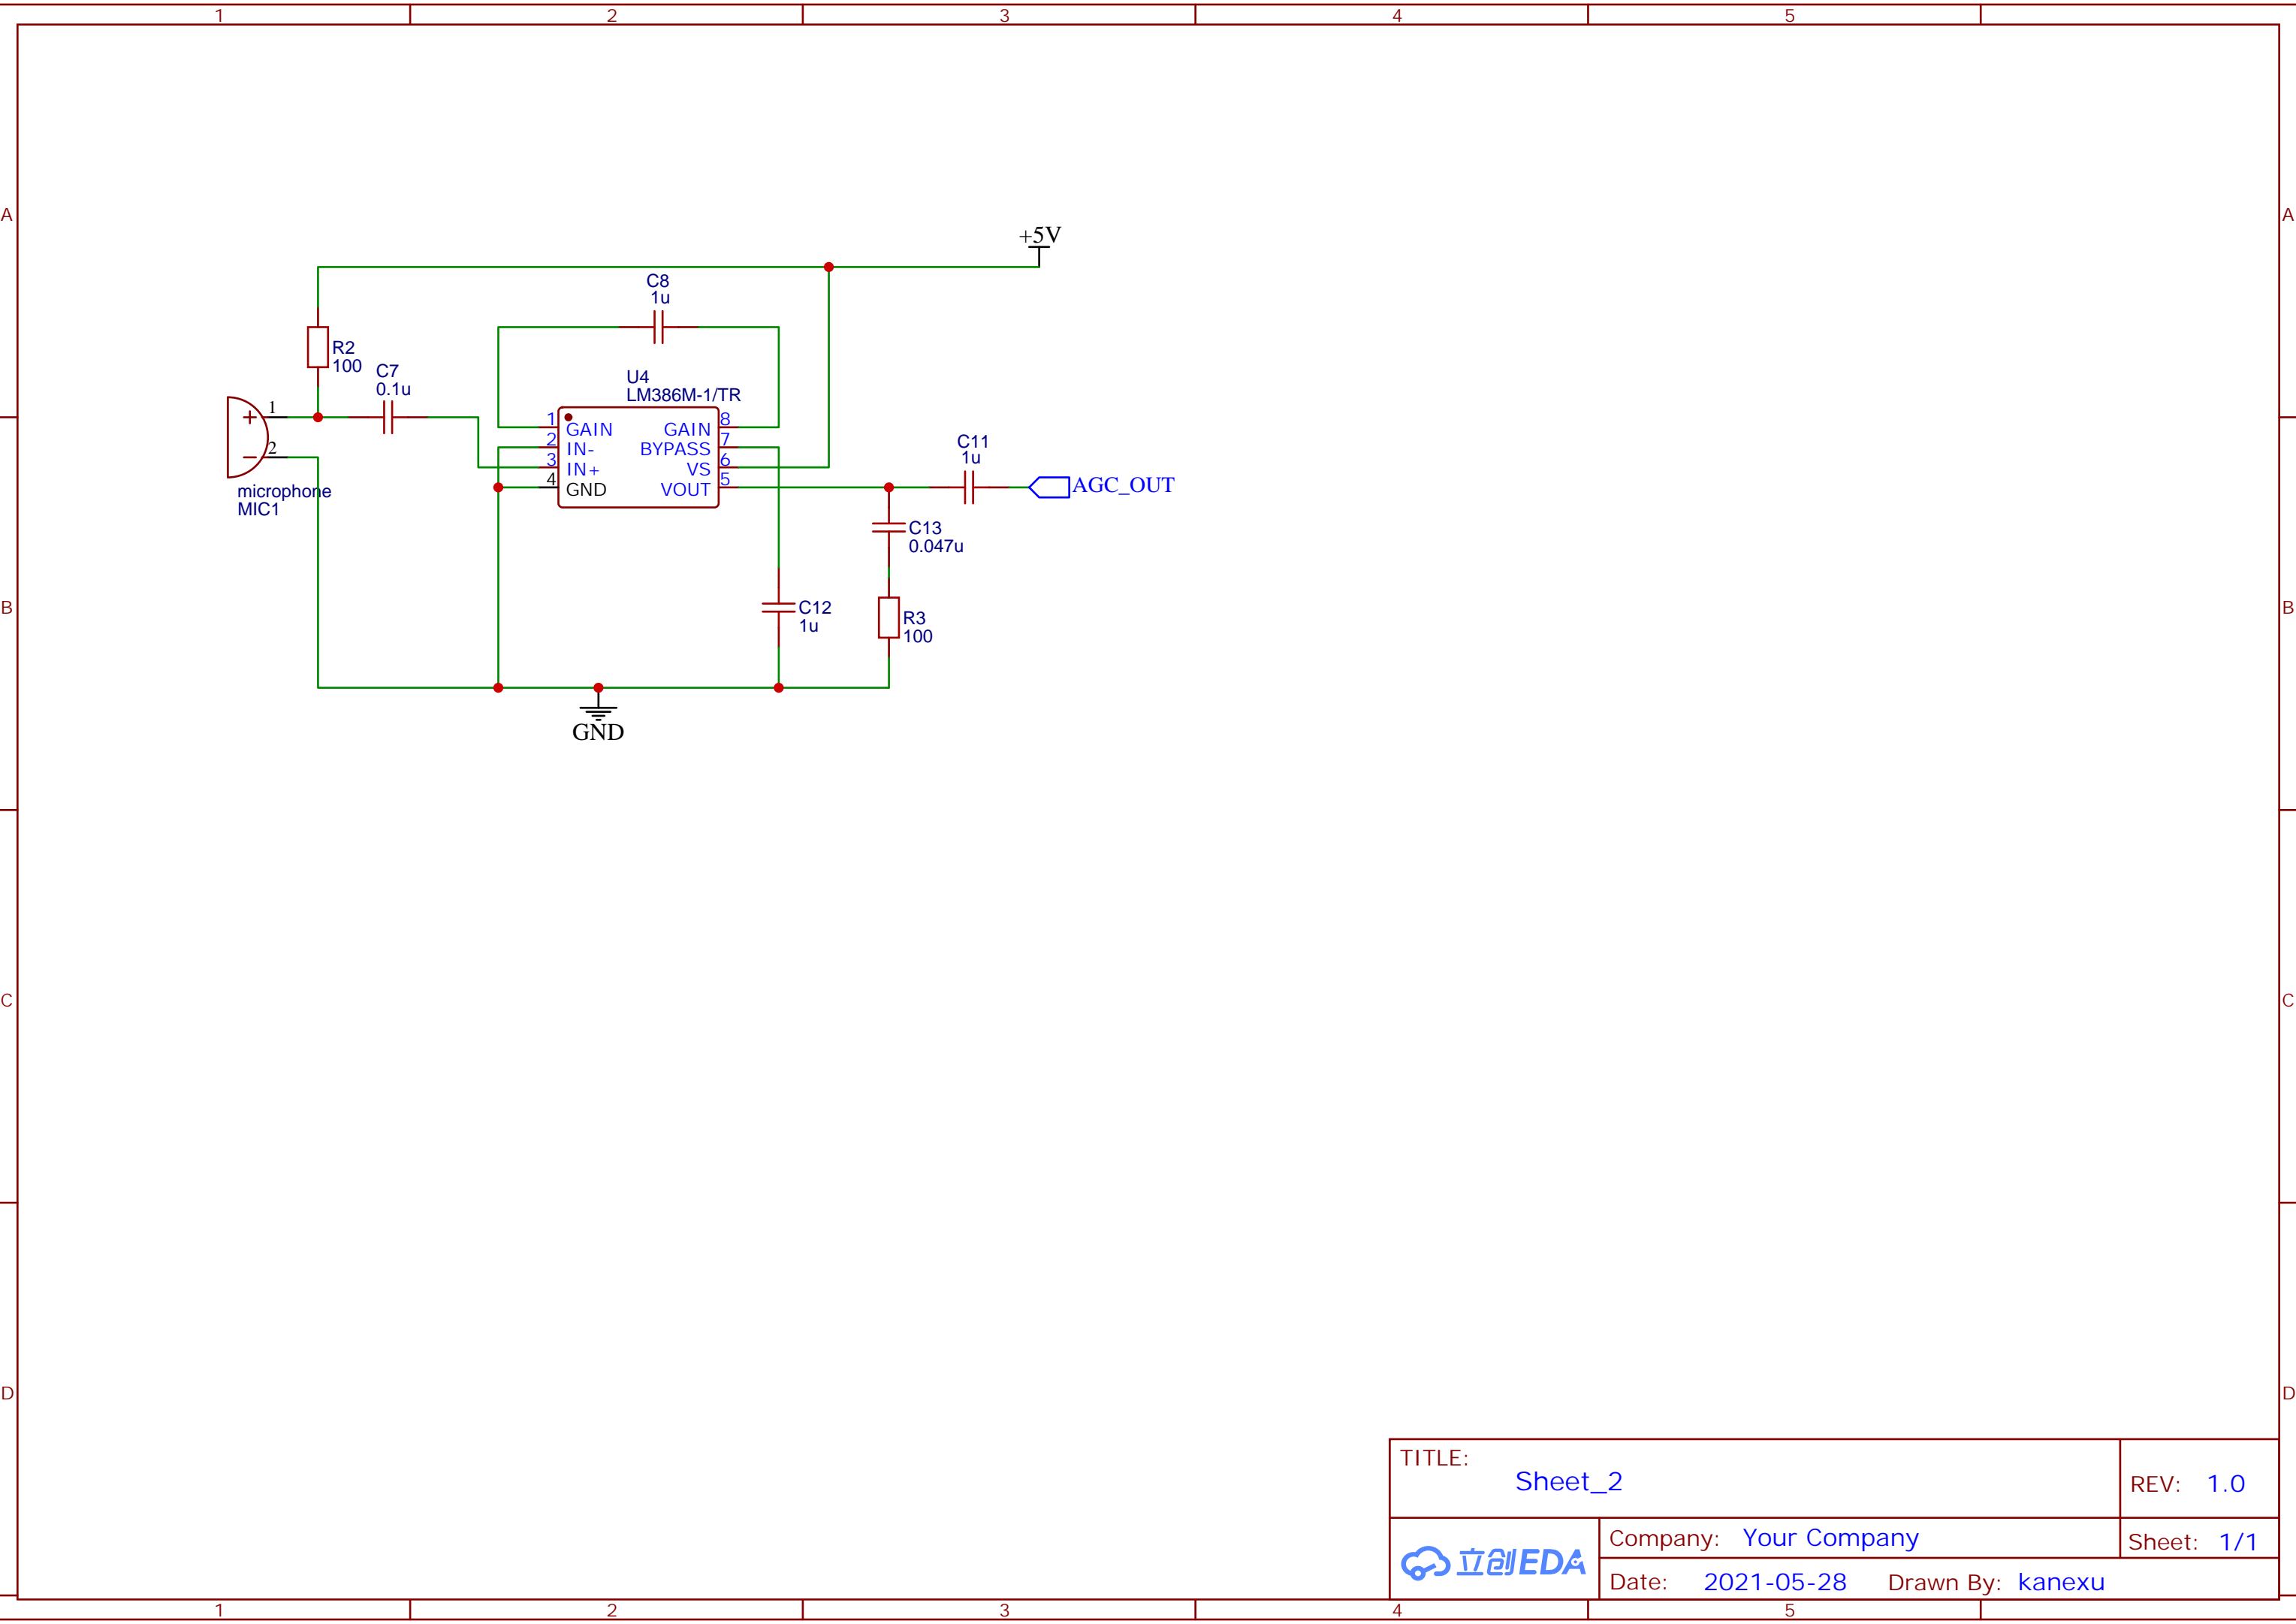 1 2 3 4 5
A A
+5V
C8
1u
R2
100
C7
0.1u
U4
LM386M-1/TR
1
2
microphone
MIC1
1 GAIN GAIN 8
2 IN- BYPASS 7
3 IN+ VS 6
4 GND VOUT 5
C11
1u
AGC_OUT
C13
0.047u
B B
C12
1u
R3
100
GND
C C
D D
TITLE:
Sheet_2
REV: 1.0
立创EDA
Company: Your Company
Sheet: 1/1
Date: 2021-05-28 Drawn By: kanexu
1 2 3 4 5